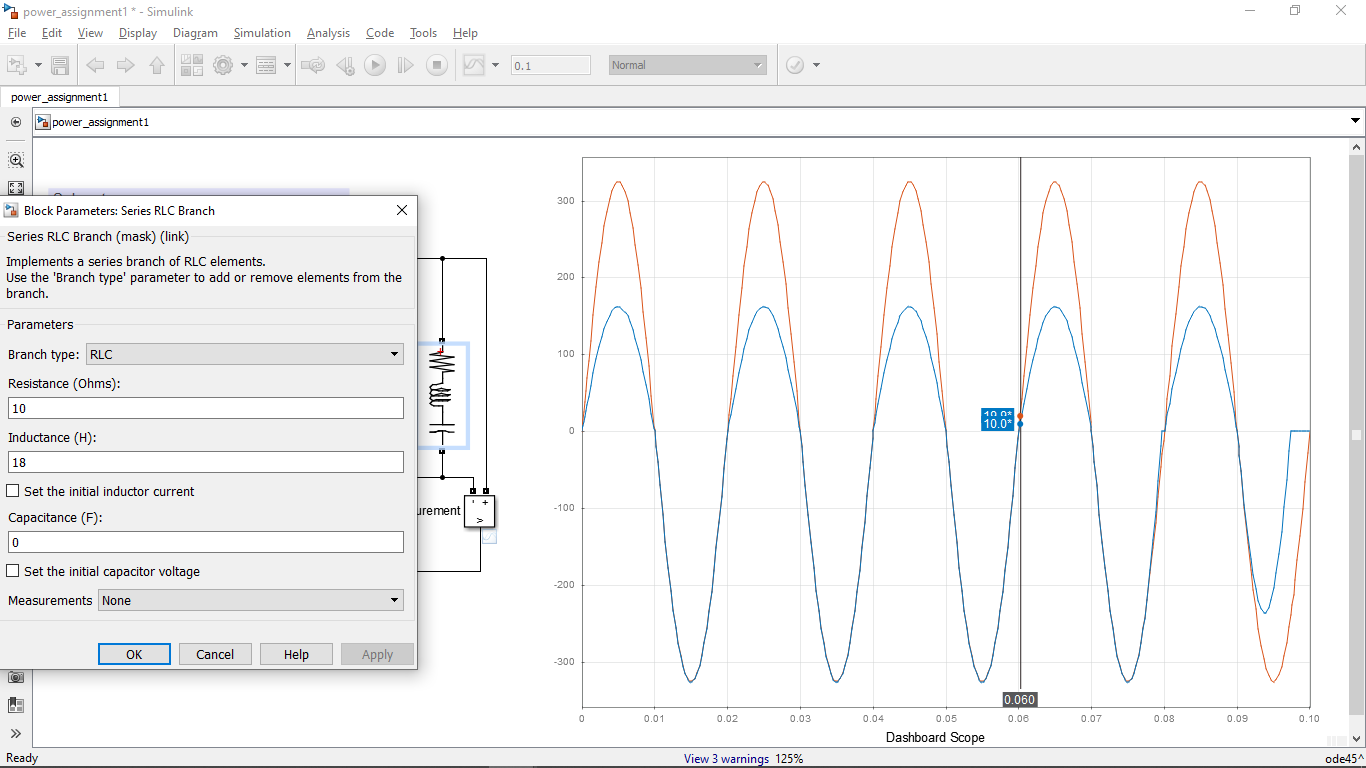 power_assignment1 * - Simulink
File Edit View Display Diagram Simulation Analysis Code Tools Help
0.1 Normal
power_assignment1
power_assignment1
Block Parameters: Series RLC Branch
Series RLC Branch (mask) (link)
Implements a series branch of RLC elements.
Use the 'Branch type' parameter to add or remove elements from the
branch.
Parameters
Branch type: RLC
Resistance (Ohms):
10
Inductance (H):
18
Set the initial inductor current
Capacitance (F):
0
Set the initial capacitor voltage
Measurements None
OK Cancel Help Apply
urement
- +
v
300
200
100
0
-100
-200
-300
19.9*
10.0*
0.060
0 0.01 0.02 0.03 0.04 0.05 0.06 0.07 0.08 0.09 0.10
Dashboard Scope
Ready View 3 warnings 125% ode45